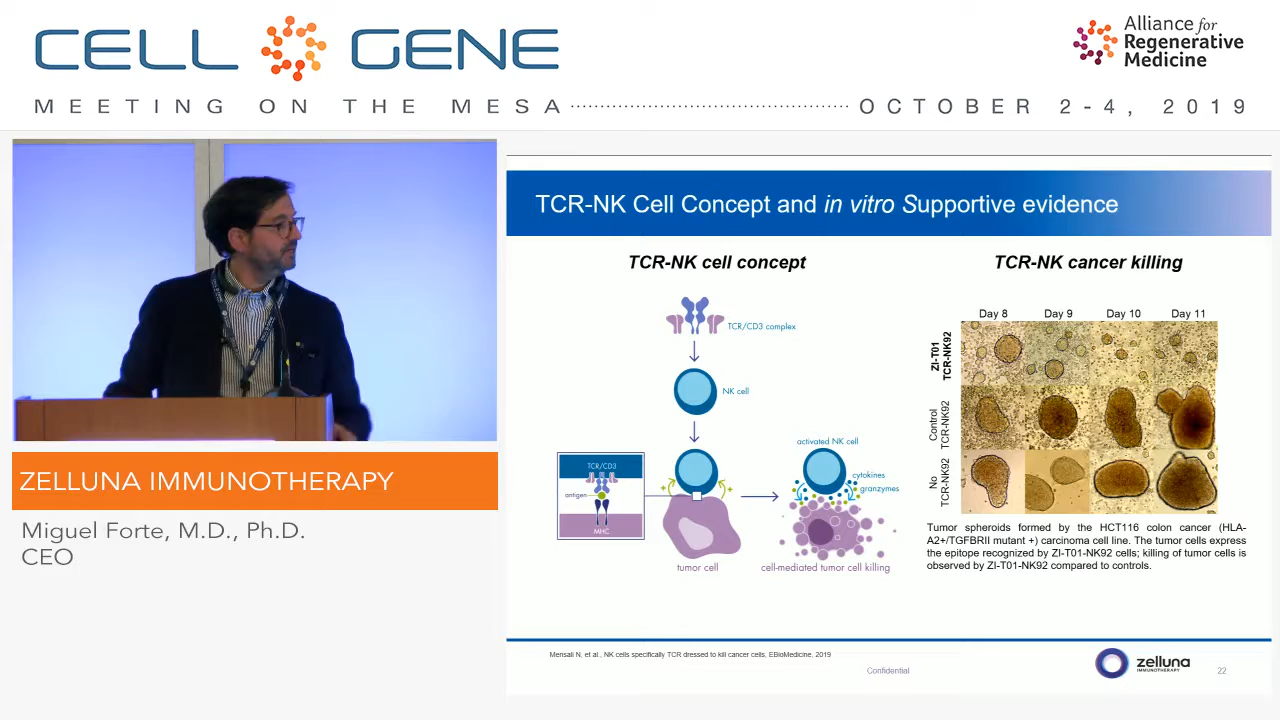 CELL GENE
Alliance for
Regenerative
Medicine
MEETING ON THE MESA OCTOBER 2-4, 2019
TCR-NK Cell Concept and in vitro Supportive evidence
TCR-NK cell concept
TCR/CD3 complex
NK cell
activated NK cell
TCR/CD3
antigen
MHC
cytokines
granzymes
tumor cell
cell-mediated tumor cell killing
TCR-NK cancer killing
Day 8 Day 9 Day 10 Day 11
ZI-T01
TCR-NK92
Control
TCR-NK92
No
TCR-NK92
Tumor spheroids formed by the HCT116 colon cancer (HLA-
A2+/TGFBRII mutant +) carcinoma cell line. The tumor cells express
the epitope recognized by ZI-T01-NK92 cells; killing of tumor cells is
observed by ZI-T01-NK92 compared to controls.
Mensali N, et al., NK cells specifically TCR dressed to kill cancer cells, EBioMedicine, 2019
Confidential
zelluna
IMMUNOTHERAPY
22
ZELLUNA IMMUNOTHERAPY
Miguel Forte, M.D., Ph.D.
CEO